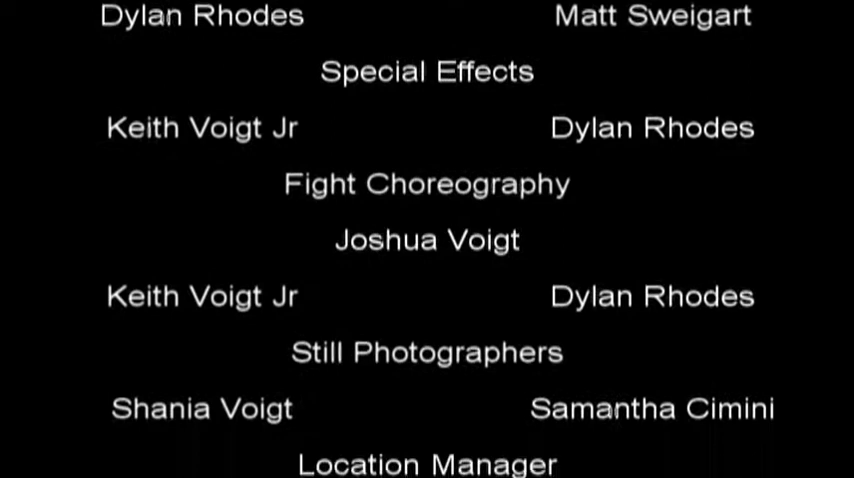 Dylan Rhodes Matt Sweigart
Special Effects
Keith Voigt Jr Dylan Rhodes
Fight Choreography
Joshua Voigt
Keith Voigt Jr Dylan Rhodes
Still Photographers
Shania Voigt Samantha Cimini
Location Manager